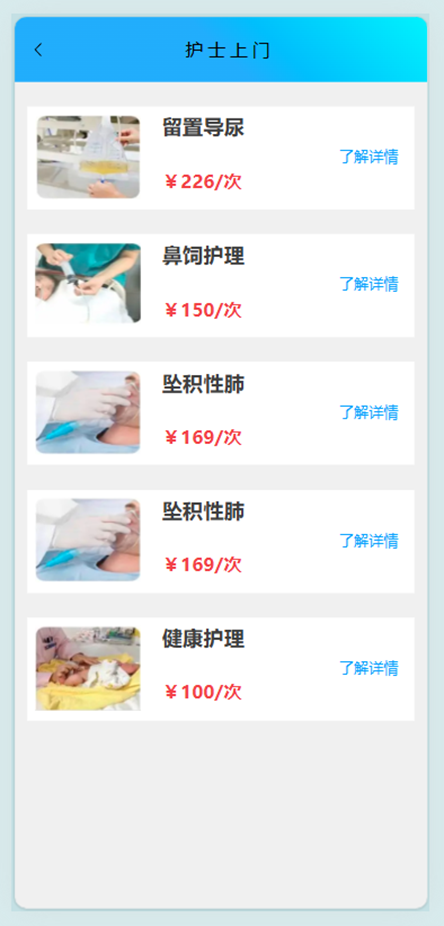 护士上门
留置导尿
了解详情
￥226/次
鼻饲护理
了解详情
￥150/次
坠积性肺
了解详情
￥169/次
坠积性肺
了解详情
￥169/次
健康护理
了解详情
￥100/次